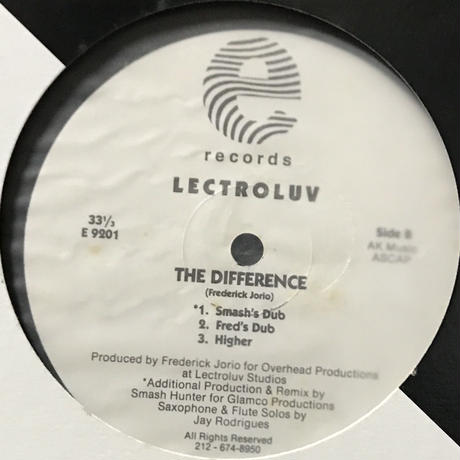 e
records
LECTROLUV
33⅓
E 9201
Side B
AK Music
ASCAP
THE DIFFERENCE
(Frederick Jorio)
*1. Smash's Dub
2. Fred's Dub
3. Higher
Produced by Frederick Jorio for Overhead Productions
at Lectroluv Studios
*Additional Production & Remix by
Smash Hunter for Glamco Productions
Saxophone & Flute Solos by
Jay Rodrigues
All Rights Reserved
212-674-8950